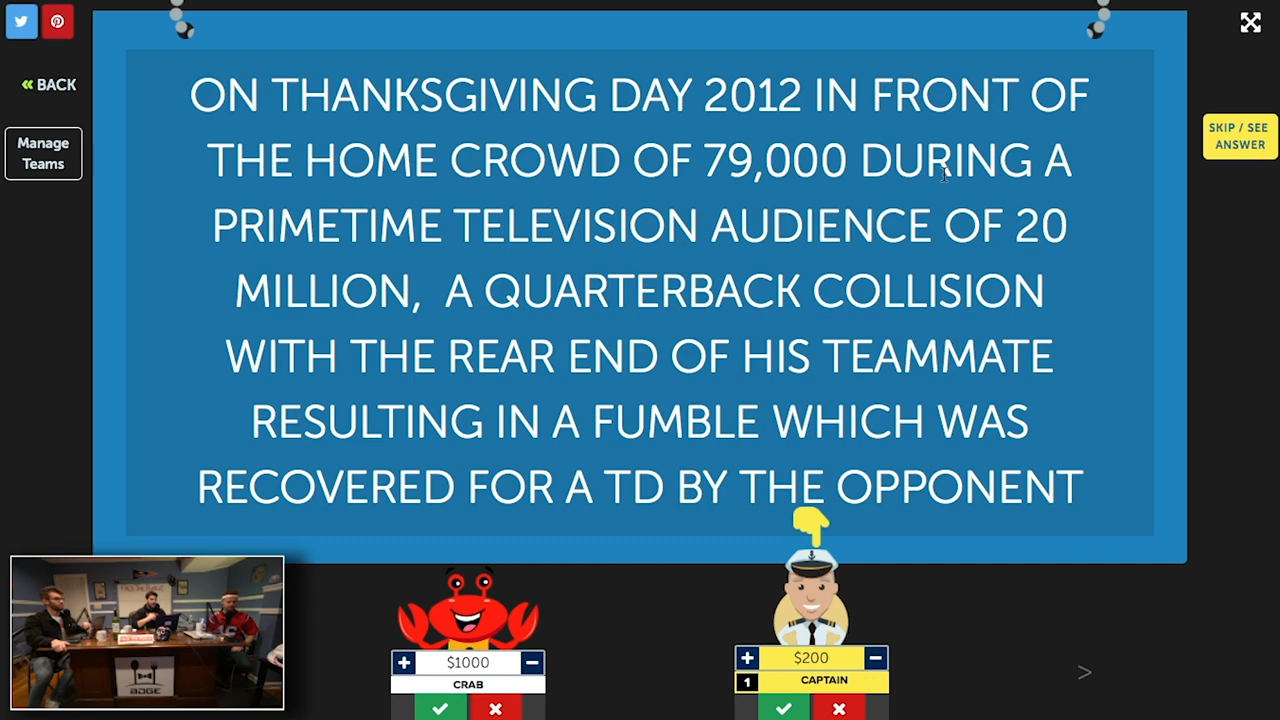 « BACK
Manage
Teams
ON THANKSGIVING DAY 2012 IN FRONT OF
THE HOME CROWD OF 79,000 DURING A
PRIMETIME TELEVISION AUDIENCE OF 20
MILLION,  A QUARTERBACK COLLISION
WITH THE REAR END OF HIS TEAMMATE
RESULTING IN A FUMBLE WHICH WAS
RECOVERED FOR A TD BY THE OPPONENT
SKIP / SEE
ANSWER
+ $1000 −
CRAB
+ $200 −
1 CAPTAIN
>